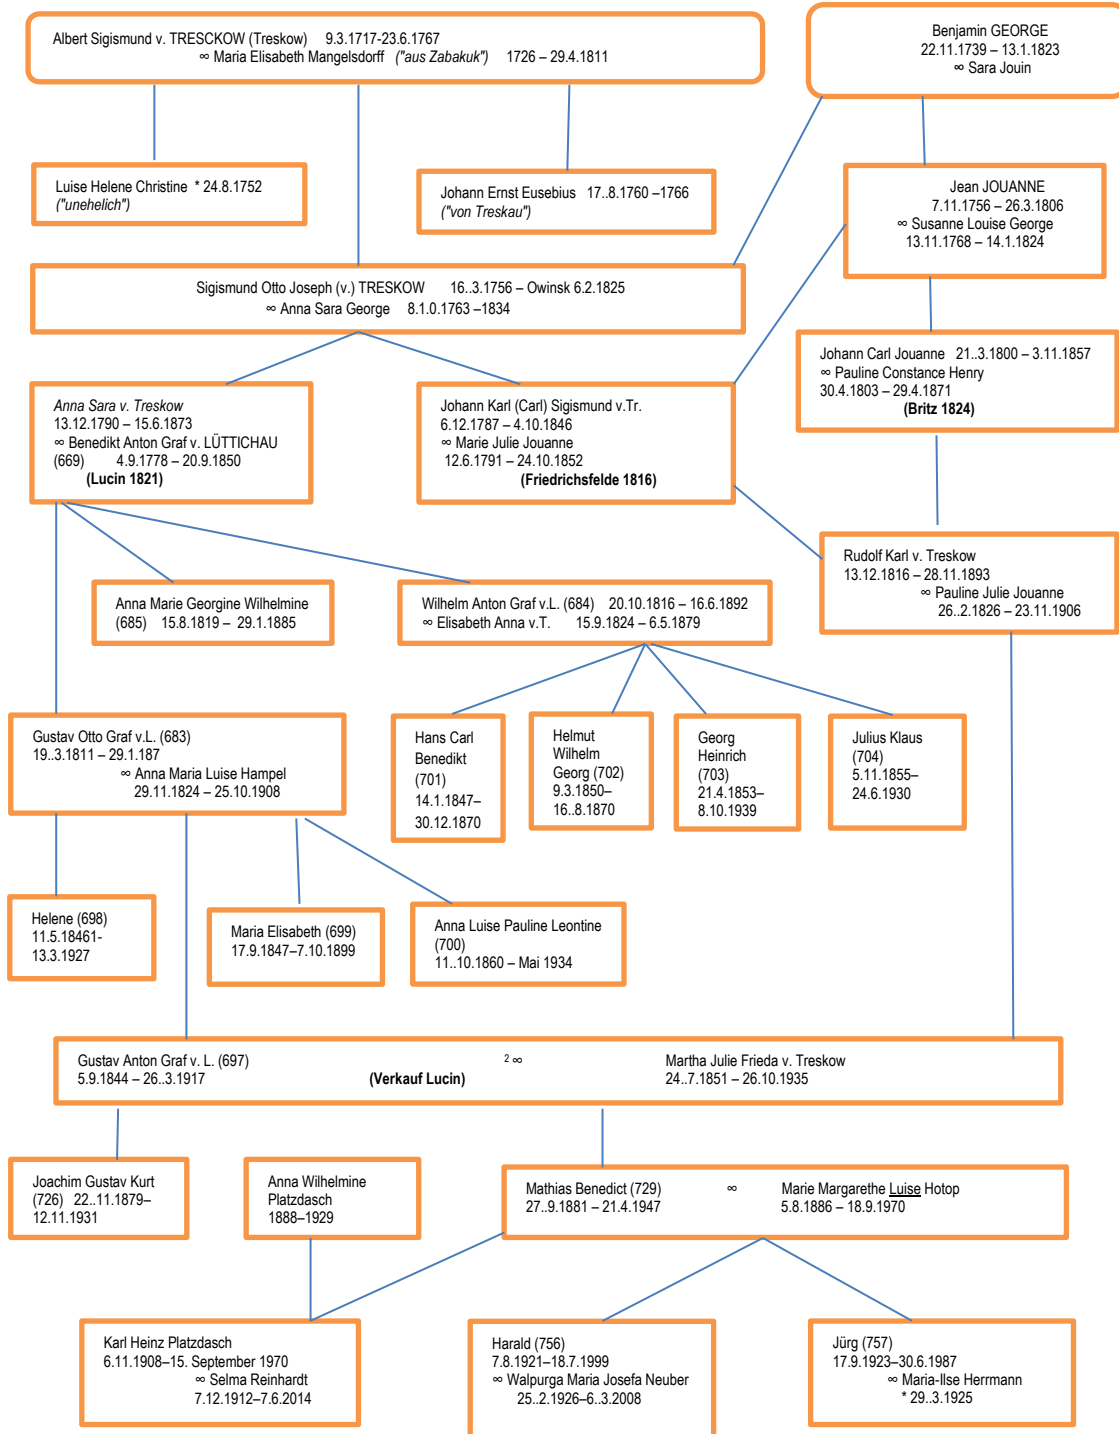 Albert Sigismund v. TRESCKOW (Treskow) 9.3.1717-23.6.1767
∞ Maria Elisabeth Mangelsdorff ("aus Zabakuk") 1726 – 29.4.1811
Benjamin GEORGE
22.11.1739 – 13.1.1823
∞ Sara Jouin
Luise Helene Christine * 24.8.1752
("unehelich")
Johann Ernst Eusebius 17..8.1760 –1766
("von Treskau")
Jean JOUANNE
7.11.1756 – 26.3.1806
∞ Susanne Louise George
13.11.1768 – 14.1.1824
Sigismund Otto Joseph (v.) TRESKOW 16..3.1756 – Owinsk 6.2.1825
∞ Anna Sara George 8.1.0.1763 –1834
Johann Carl Jouanne 21..3.1800 – 3.11.1857
∞ Pauline Constance Henry
30.4.1803 – 29.4.1871
(Britz 1824)
Anna Sara v. Treskow
13.12.1790 – 15.6.1873
∞ Benedikt Anton Graf v. LÜTTICHAU
(669) 4.9.1778 – 20.9.1850
(Lucin 1821)
Johann Karl (Carl) Sigismund v.Tr.
6.12.1787 – 4.10.1846
∞ Marie Julie Jouanne
12.6.1791 – 24.10.1852
(Friedrichsfelde 1816)
Rudolf Karl v. Treskow
13.12.1816 – 28.11.1893
∞ Pauline Julie Jouanne
26..2.1826 – 23.11.1906
Anna Marie Georgine Wilhelmine
(685) 15.8.1819 – 29.1.1885
Wilhelm Anton Graf v.L. (684) 20.10.1816 – 16.6.1892
∞ Elisabeth Anna v.T. 15.9.1824 – 6.5.1879
Gustav Otto Graf v.L. (683)
19..3.1811 – 29.1.187
∞ Anna Maria Luise Hampel
29.11.1824 – 25.10.1908
Hans Carl
Benedikt
(701)
14.1.1847–
30.12.1870
Helmut
Wilhelm
Georg (702)
9.3.1850–
16..8.1870
Georg
Heinrich
(703)
21.4.1853–
8.10.1939
Julius Klaus
(704)
5.11.1855–
24.6.1930
Helene (698)
11.5.18461-
13.3.1927
Maria Elisabeth (699)
17.9.1847–7.10.1899
Anna Luise Pauline Leontine
(700)
11..10.1860 – Mai 1934
Gustav Anton Graf v. L. (697) ² ∞ Martha Julie Frieda v. Treskow
5.9.1844 – 26..3.1917 (Verkauf Lucin) 24..7.1851 – 26.10.1935
Joachim Gustav Kurt
(726) 22..11.1879–
12.11.1931
Anna Wilhelmine
Platzdasch
1888–1929
Mathias Benedict (729) ∞ Marie Margarethe Luise Hotop
27..9.1881 – 21.4.1947 5.8.1886 – 18.9.1970
Karl Heinz Platzdasch
6.11.1908–15. September 1970
∞ Selma Reinhardt
7.12.1912–7.6.2014
Harald (756)
7.8.1921–18.7.1999
∞ Walpurga Maria Josefa Neuber
25..2.1926–6..3.2008
Jürg (757)
17.9.1923–30.6.1987
∞ Maria-Ilse Herrmann
* 29..3.1925